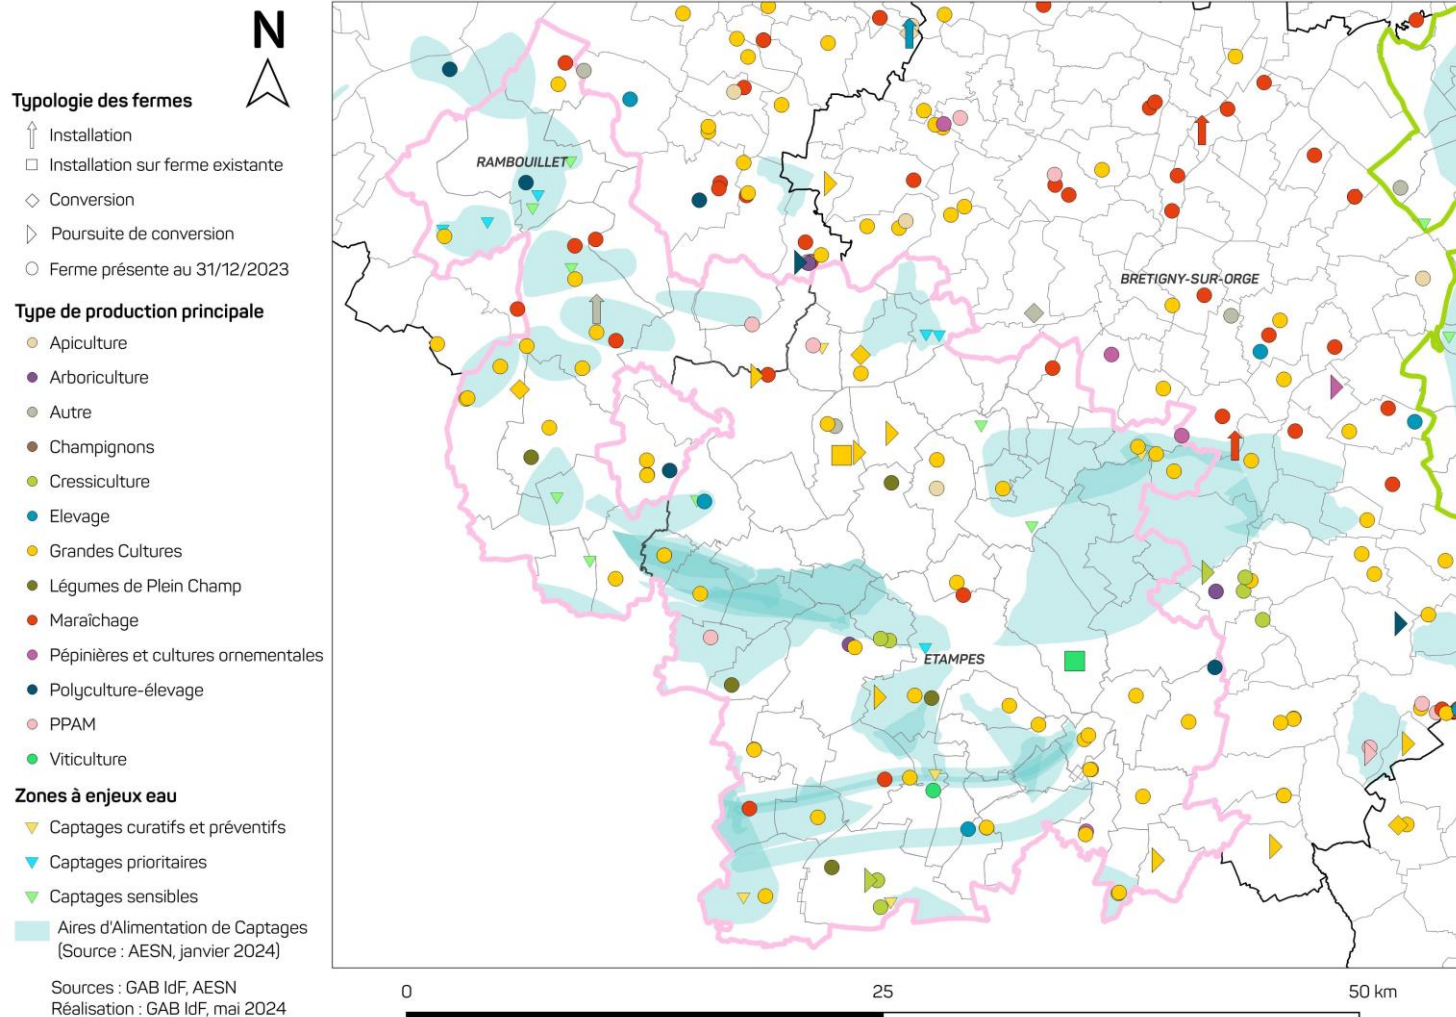 N
Typologie des fermes
Installation
Installation sur ferme existante
Conversion
Poursuite de conversion
Ferme présente au 31/12/2023
Type de production principale
Apiculture
Arboriculture
Autre
Champignons
Cressiculture
Elevage
Grandes Cultures
Légumes de Plein Champ
Maraîchage
Pépinières et cultures ornementales
Polyculture-élevage
PPAM
Viticulture
Zones à enjeux eau
Captages curatifs et préventifs
Captages prioritaires
Captages sensibles
Aires d'Alimentation de Captages
(Source : AESN, janvier 2024)
Sources : GAB IdF, AESN
Réalisation : GAB IdF, mai 2024
RAMBOUILLET
BRETIGNY-SUR-ORGE
ETAMPES
0 25 50 km